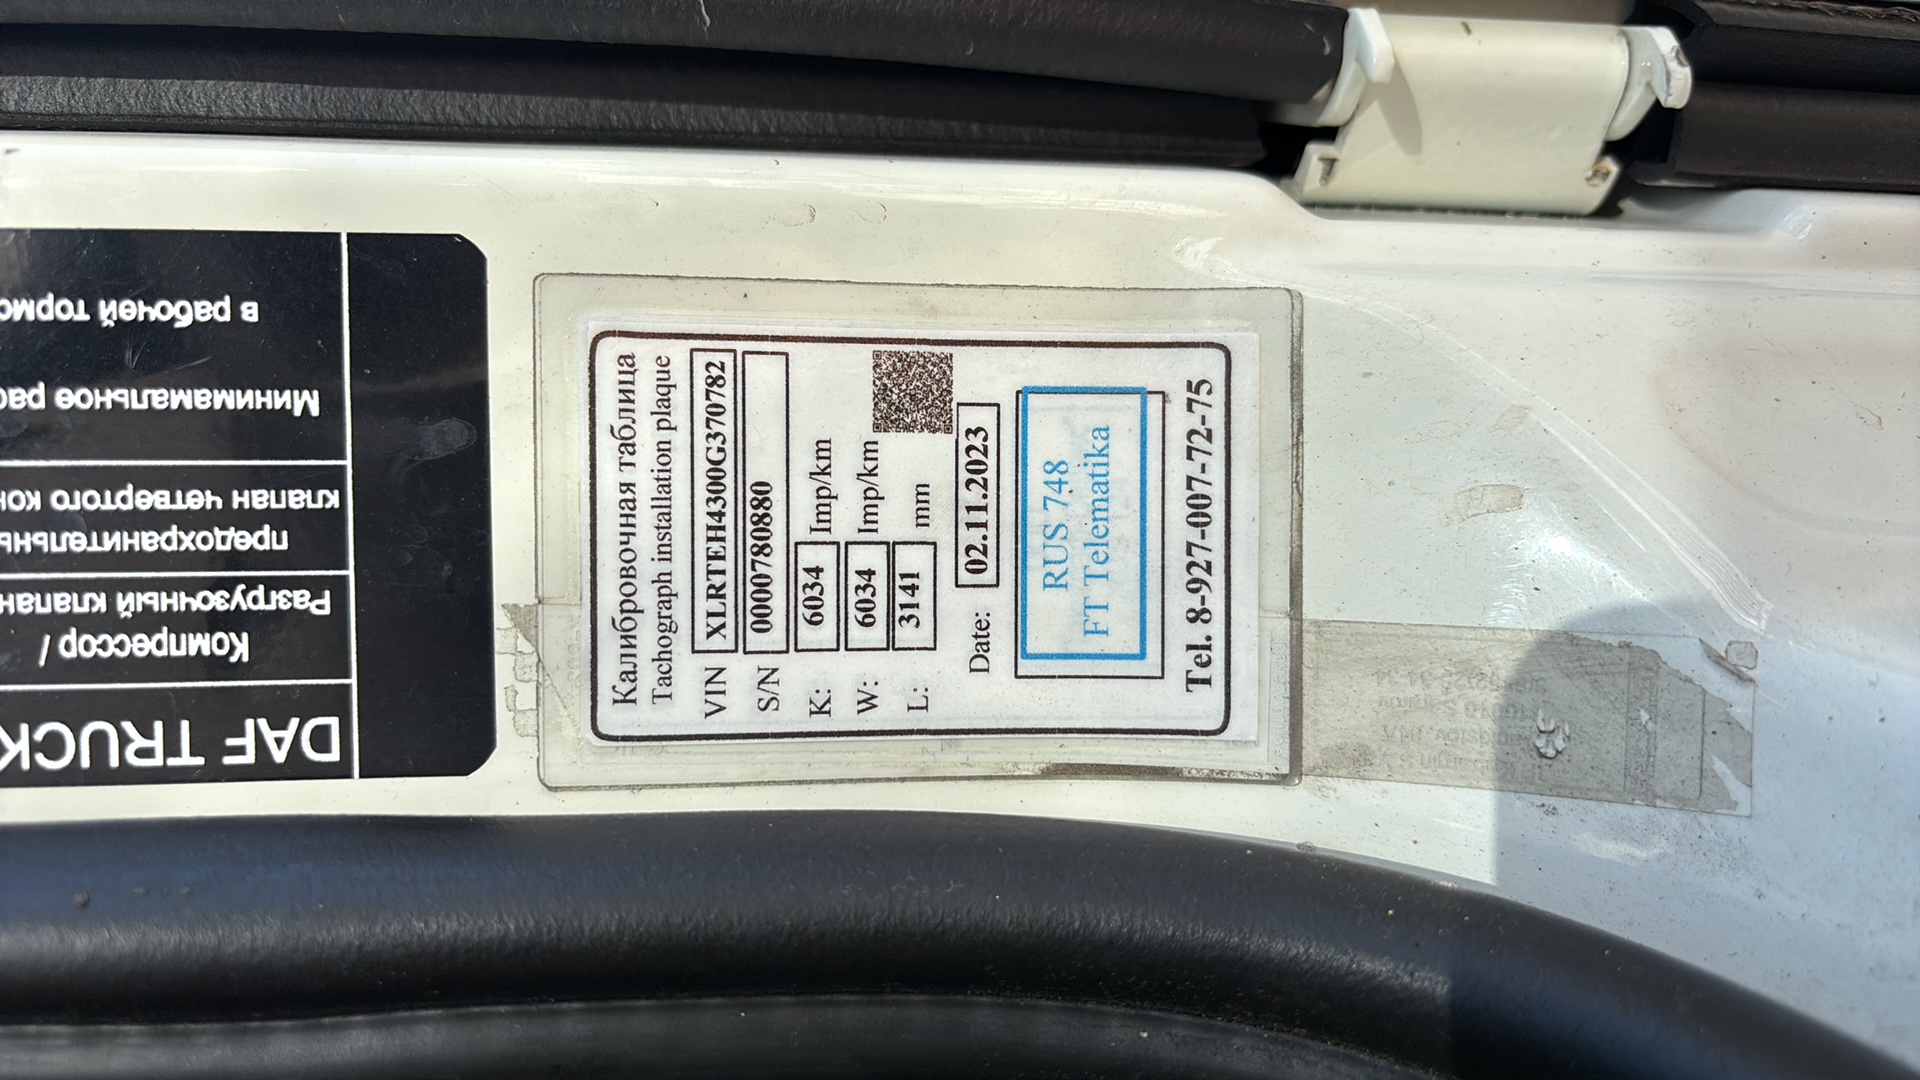 Калибровочная таблица
Tachograph installation plaque
VIN XLRTEH4300G370782
S/N 0000780880
K: 6034 Imp/km
W: 6034 Imp/km
L: 3141 mm
Date: 02.11.2023
RUS 748
FT Telematika
Tel. 8-927-007-72-75
DAF TRUCK
Компрессор /
Разгрузочный клапан
предохранительны
клапан четвертого кон
Минимамальное рас
в рабочей тормо